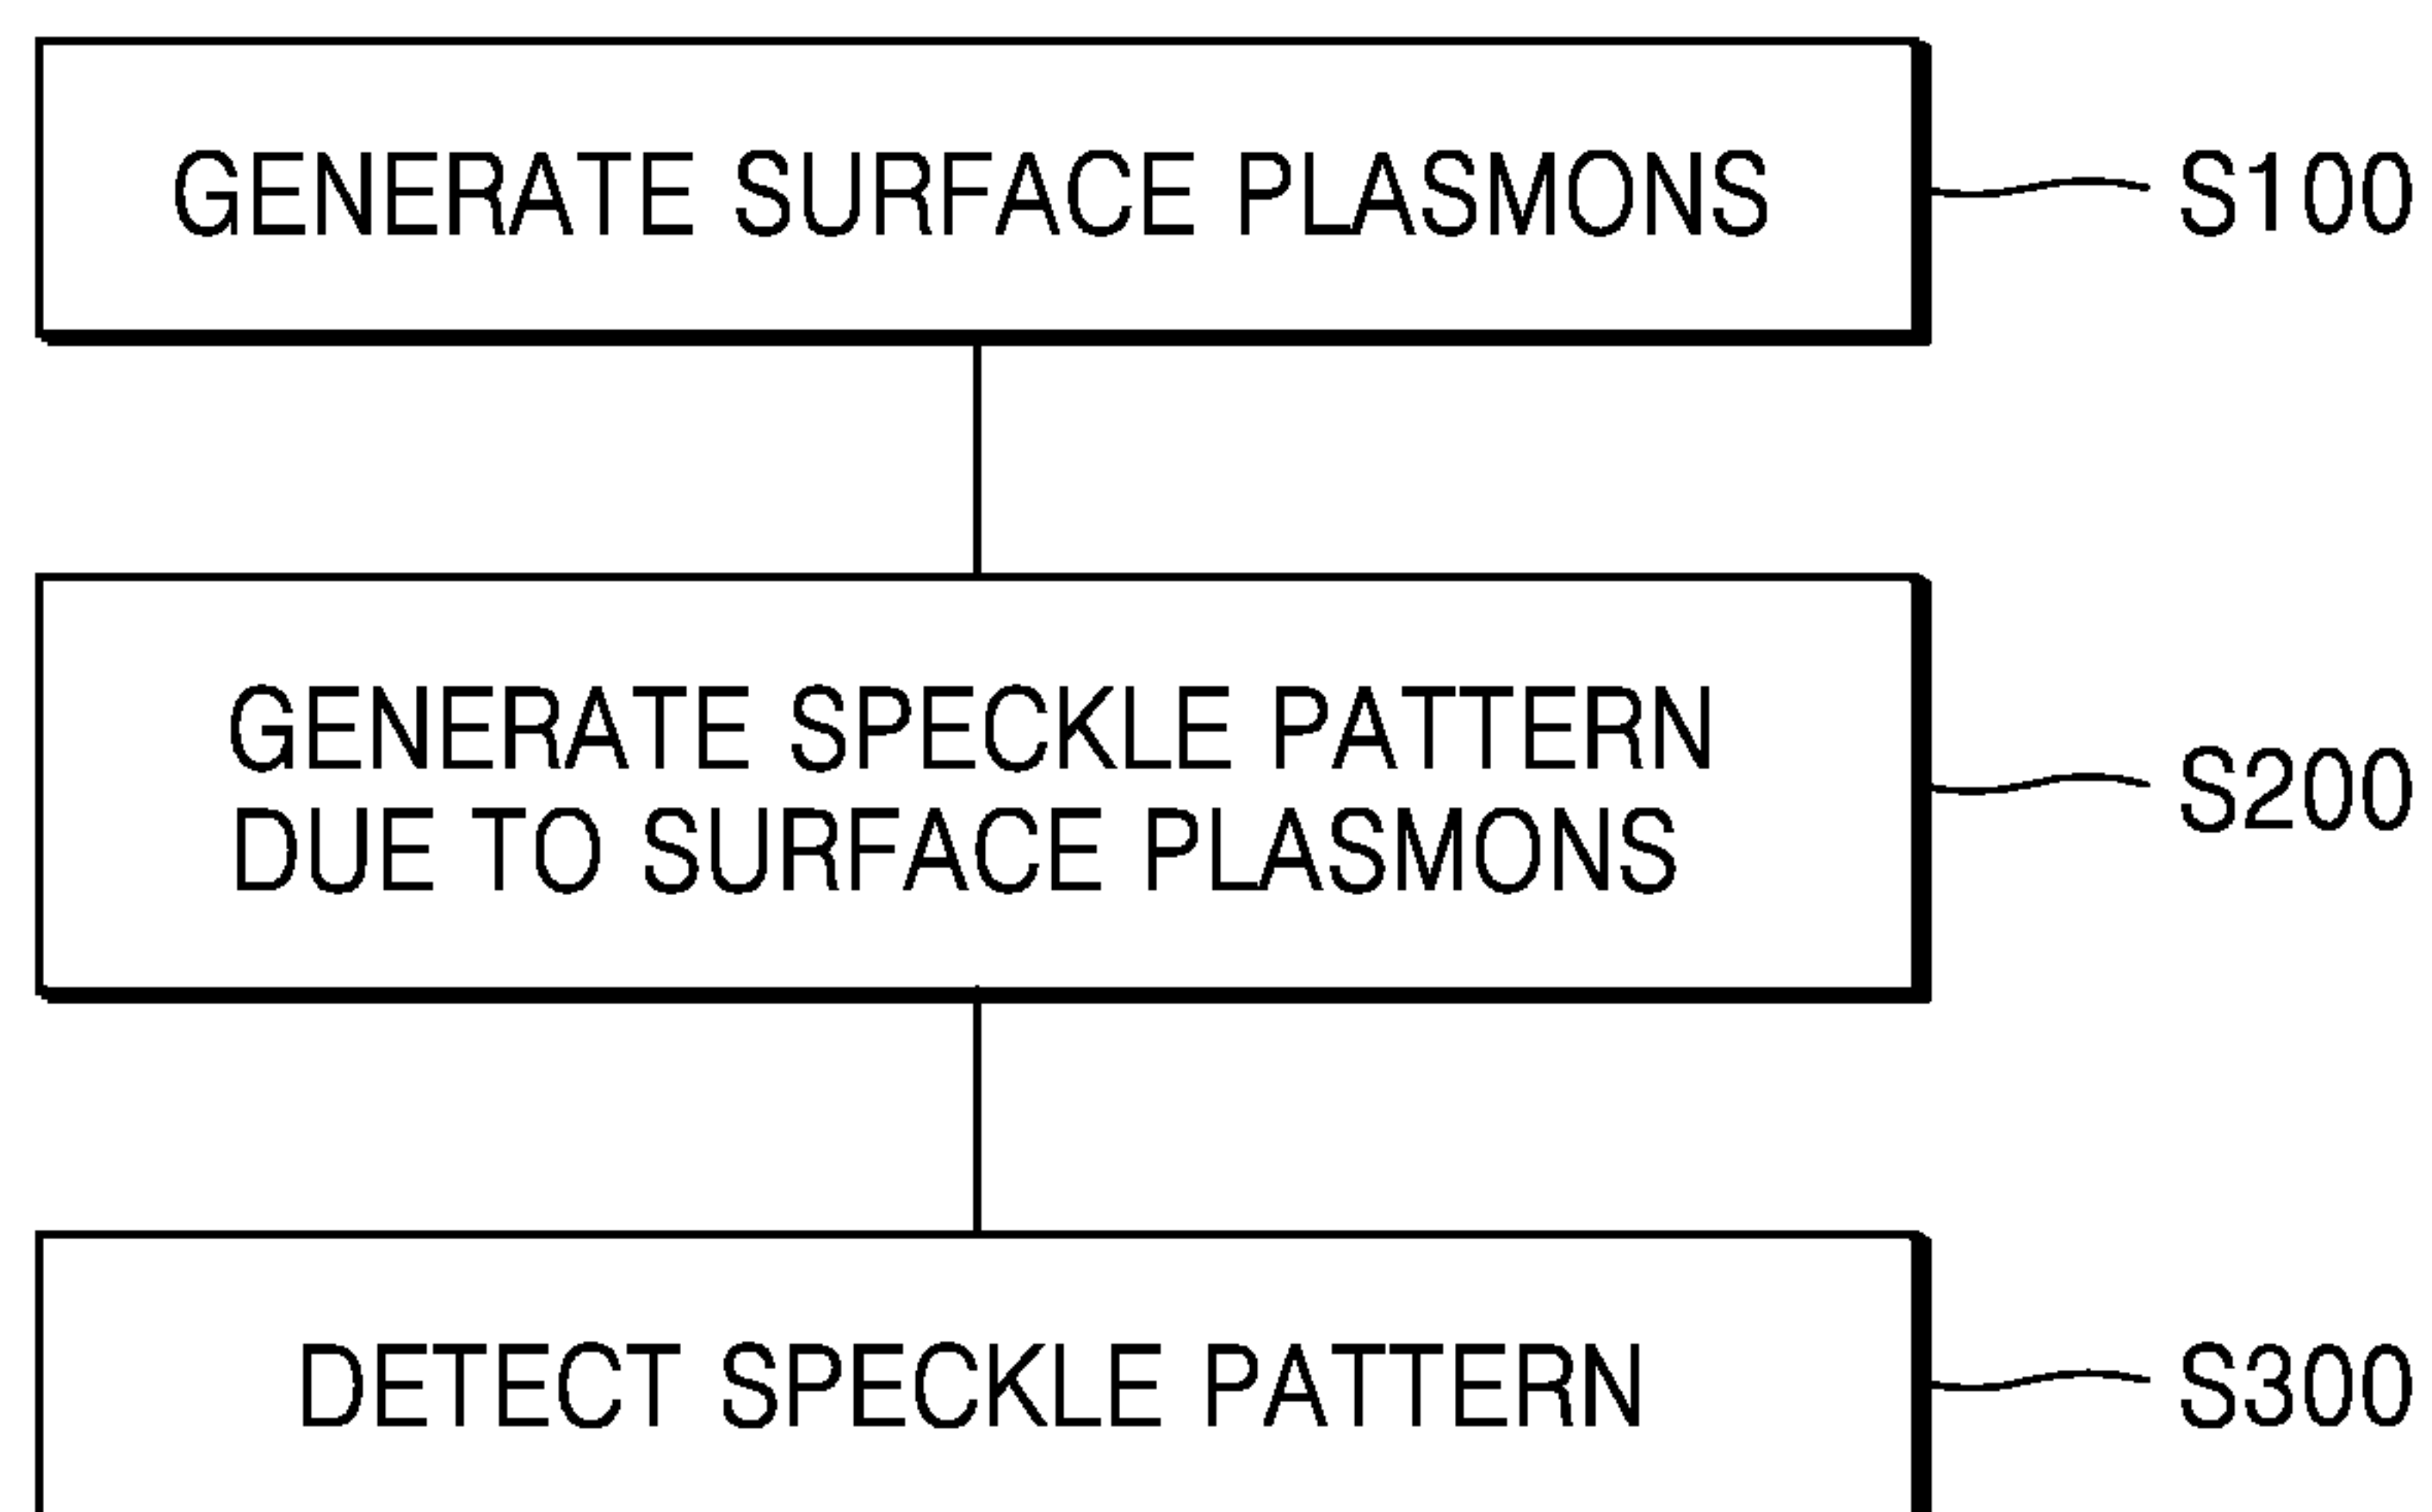 GENERATE SURFACE PLASMONS
S100
GENERATE SPECKLE PATTERN
DUE TO SURFACE PLASMONS
S200
DETECT SPECKLE PATTERN
S300